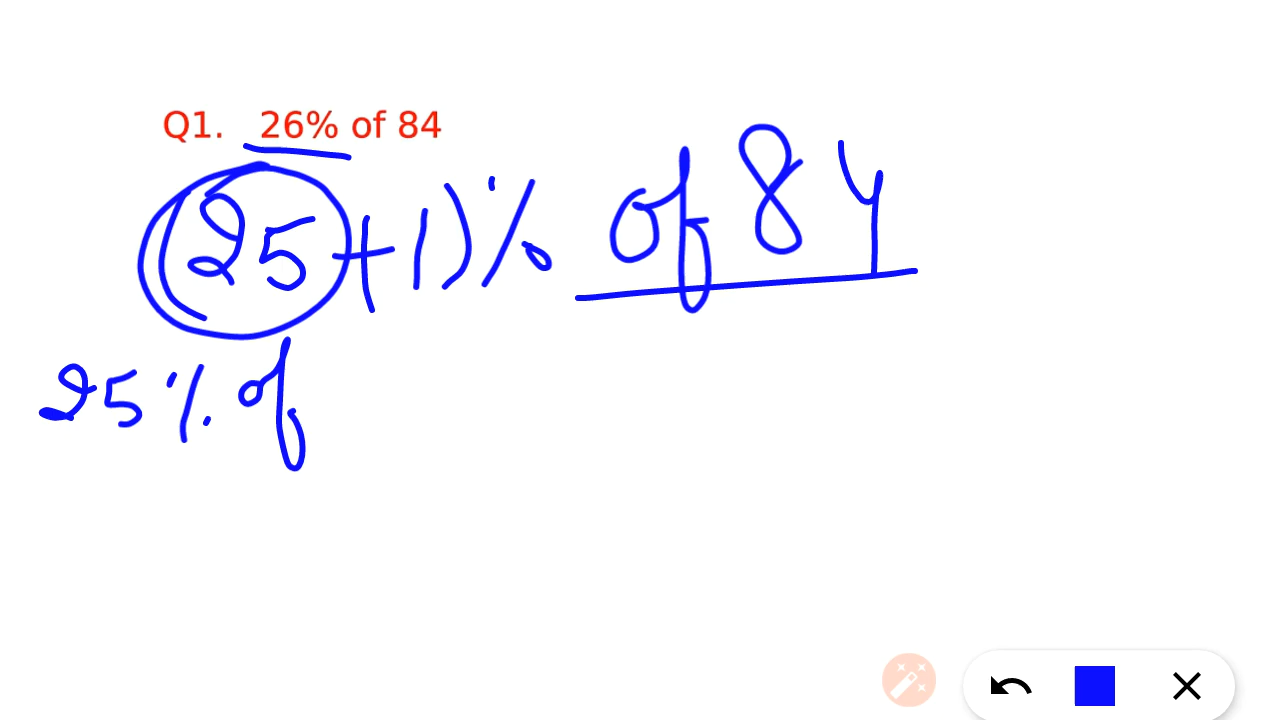 Q1. 26% of 84
(25+1)% of 84
25% of